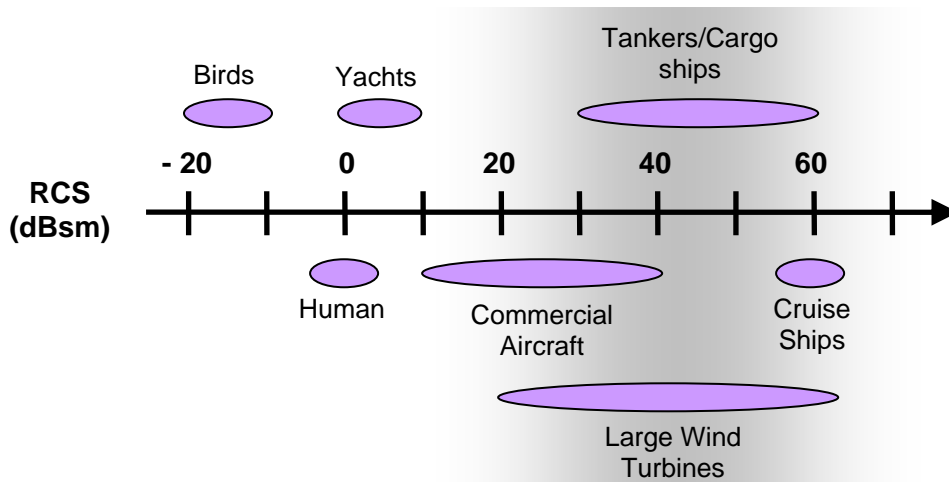 Tankers/Cargo
ships
Birds
Yachts
- 20
0
20
40
60
RCS
(dBsm)
Human
Commercial
Aircraft
Cruise
Ships
Large Wind
Turbines